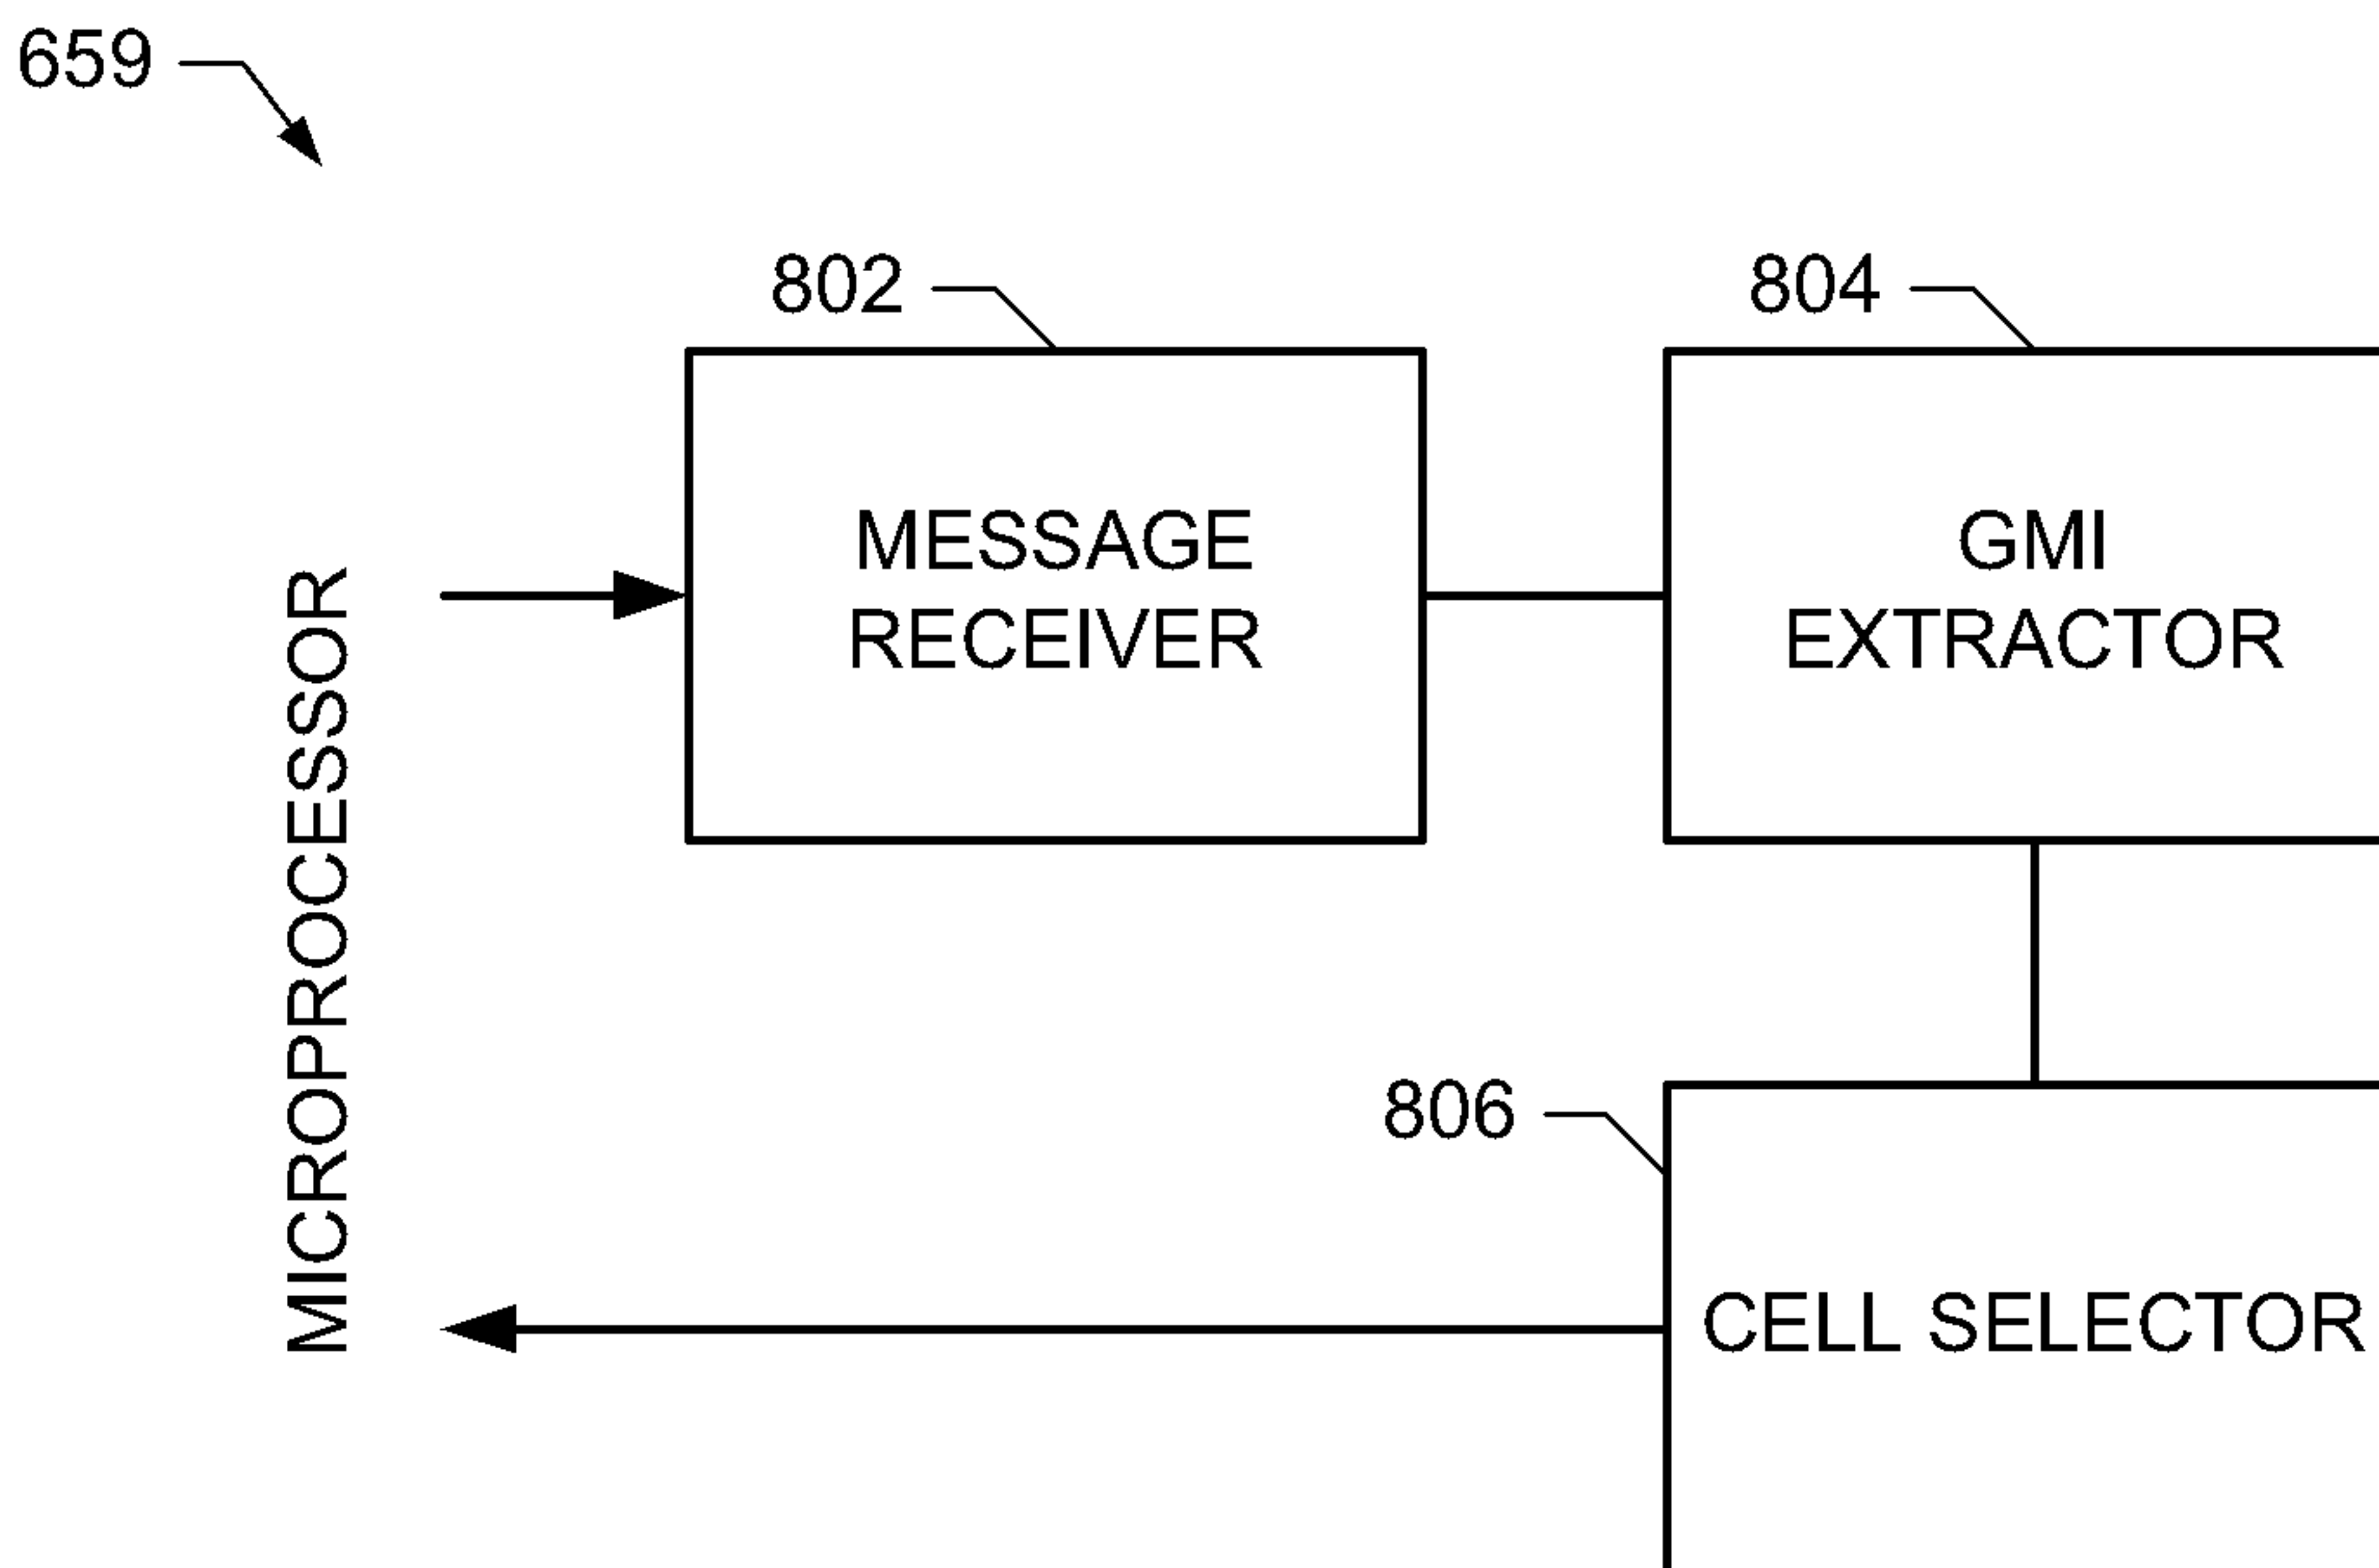 659
802
804
MESSAGE
RECEIVER
GMI
EXTRACTOR
MICROPROCESSOR
806
CELL SELECTOR